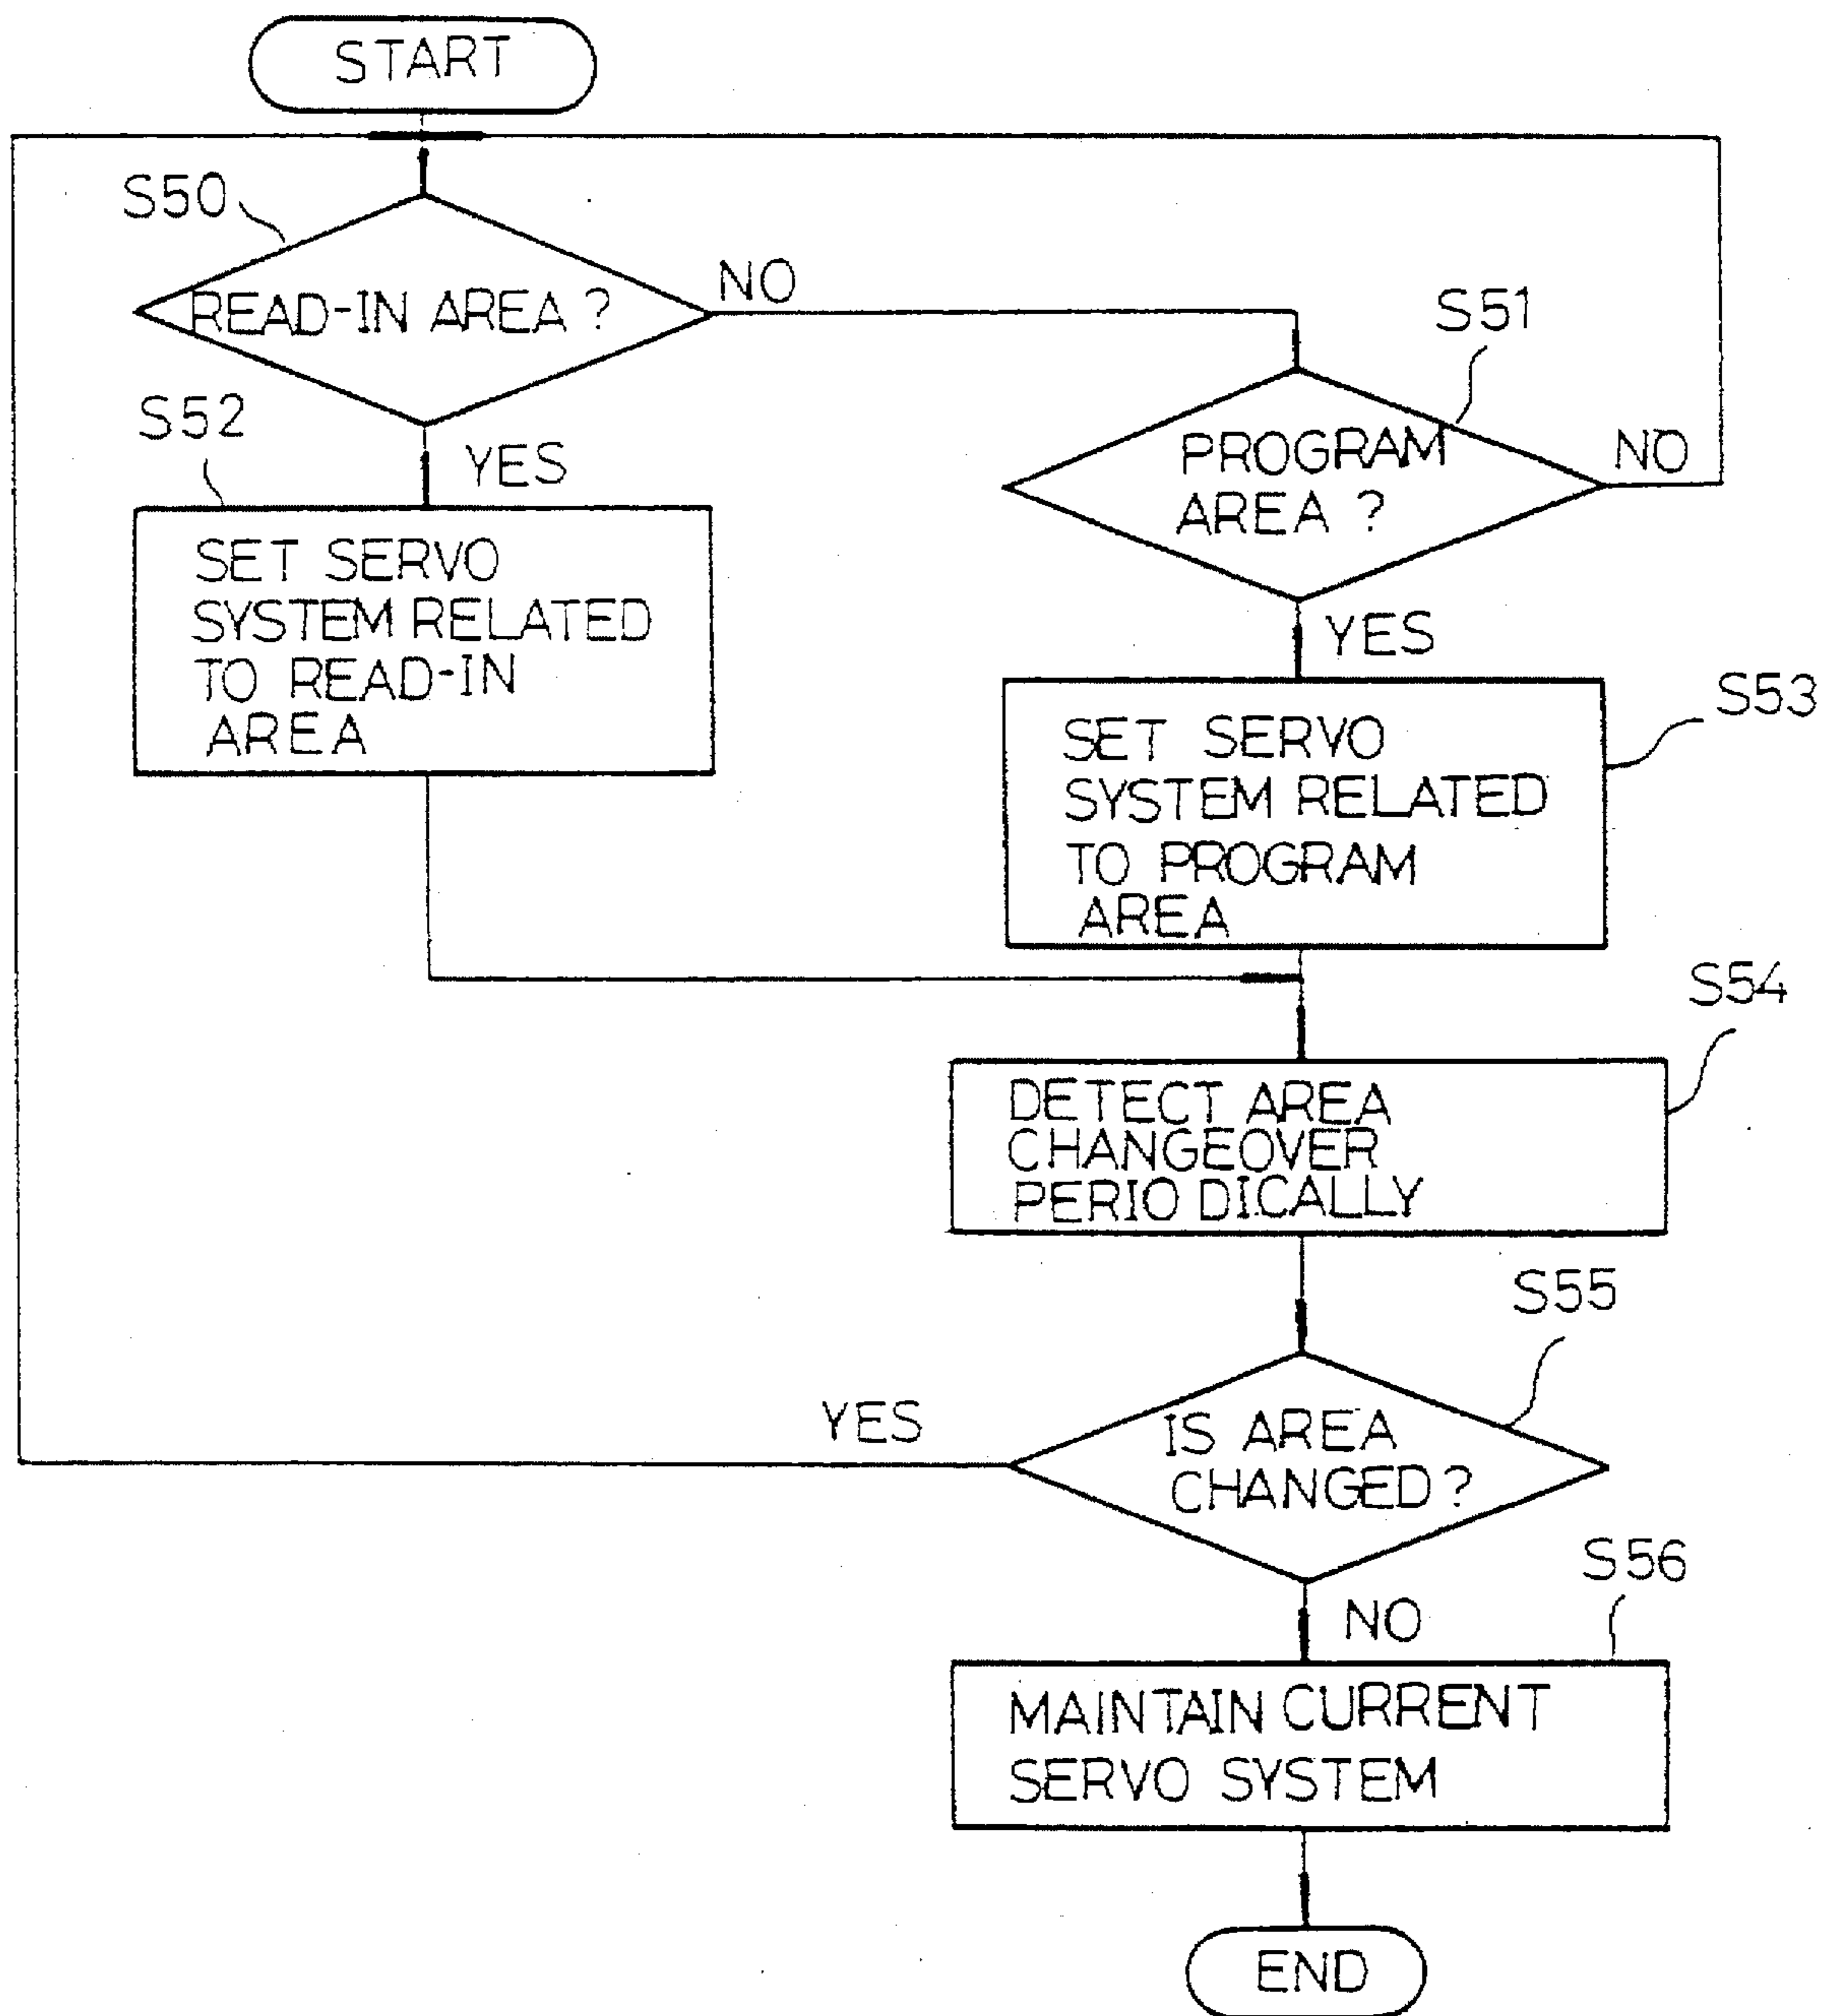 START
S50
READ-IN AREA ?
NO
S51
PROGRAM
AREA ?
NO
S52
YES
SET SERVO
SYSTEM RELATED
TO READ-IN
AREA
YES
S53
SET SERVO
SYSTEM RELATED
TO PROGRAM
AREA
S54
DETECT AREA
CHANGEOVER
PERIO DICALLY
S55
YES
IS AREA
CHANGED ?
S56
NO
MAINTAIN CURRENT
SERVO SYSTEM
END